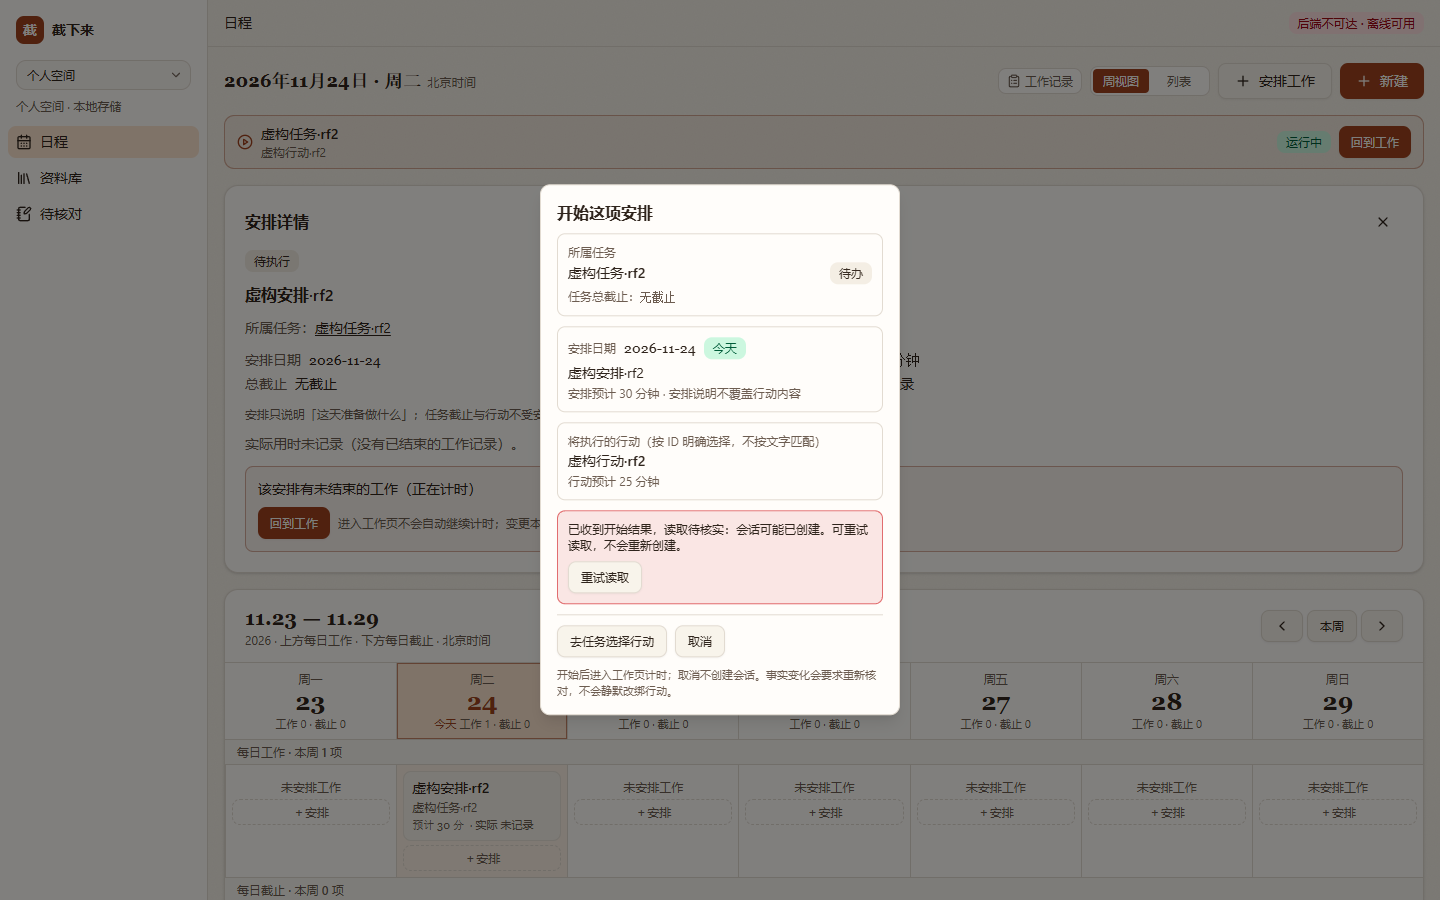 截 截下来
个人空间
个人空间 · 本地存储
日程
资料库
待核对
日程
后端不可达 · 离线可用
2026年11月24日 · 周二 北京时间
工作记录
周视图
列表
安排工作
新建
虚构任务·rf2
虚构行动·rf2
运行中
回到工作
安排详情
待执行
虚构安排·rf2
所属任务：虚构任务·rf2
安排日期 2026-11-24
分钟
总截止 无截止
录
安排只说明「这天准备做什么」；任务截止与行动不受安
实际用时未记录（没有已结束的工作记录）。
该安排有未结束的工作（正在计时）
回到工作
进入工作页不会自动继续计时；变更本
开始这项安排
所属任务
虚构任务·rf2
待办
任务总截止：无截止
安排日期 2026-11-24 今天
虚构安排·rf2
安排预计 30 分钟 · 安排说明不覆盖行动内容
将执行的行动（按 ID 明确选择，不按文字匹配）
虚构行动·rf2
行动预计 25 分钟
已收到开始结果，读取待核实：会话可能已创建。可重试
读取，不会重新创建。
重试读取
去任务选择行动
取消
开始后进入工作页计时；取消不创建会话。事实变化会要求重新核
对，不会静默改绑行动。
11.23 — 11.29
2026 · 上方每日工作 · 下方每日截止 · 北京时间
本周
周一
23
工作 0 · 截止 0
周二
24
今天 工作 1 · 截止 0
工作 0 · 截止 0
工作 0 · 截止 0
周五
27
工作 0 · 截止 0
周六
28
工作 0 · 截止 0
周日
29
工作 0 · 截止 0
每日工作 · 本周 1 项
未安排工作
+ 安排
虚构安排·rf2
虚构任务·rf2
预计 30 分 · 实际 未记录
+ 安排
未安排工作
+ 安排
未安排工作
+ 安排
未安排工作
+ 安排
未安排工作
+ 安排
未安排工作
+ 安排
每日截止 · 本周 0 项